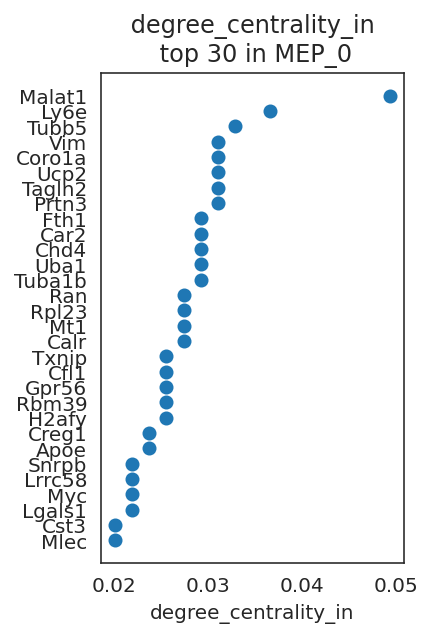 degree_centrality_in
top 30 in MEP_0
Malat1
Ly6e
Tubb5
Vim
Coro1a
Ucp2
Tagln2
Prtn3
Fth1
Car2
Chd4
Uba1
Tuba1b
Ran
Rpl23
Mt1
Calr
Txnip
Cfl1
Gpr56
Rbm39
H2afy
Creg1
Apoe
Snrpb
Lrrc58
Myc
Lgals1
Cst3
Mlec
0.02 0.03 0.04 0.05
degree_centrality_in